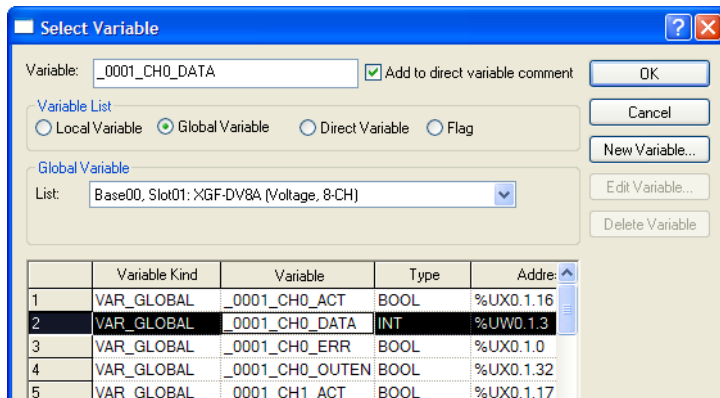 Select Variable
Variable: _0001_CH0_DATA Add to direct variable comment OK
Variable List Cancel
Local Variable Global Variable Direct Variable Flag
New Variable...
Global Variable
List: Base00, Slot01: XGF-DV8A (Voltage, 8-CH) Edit Variable...
Delete Variable
Variable Kind Variable Type Addre
1 VAR_GLOBAL _0001_CH0_ACT BOOL %UX0.1.16
2 VAR_GLOBAL _0001_CH0_DATA INT %UW0.1.3
3 VAR_GLOBAL _0001_CH0_ERR BOOL %UX0.1.0
4 VAR_GLOBAL _0001_CH0_OUTEN BOOL %UX0.1.32
5 VAR_GLOBAL _0001_CH1_ACT BOOL %UX0.1.17